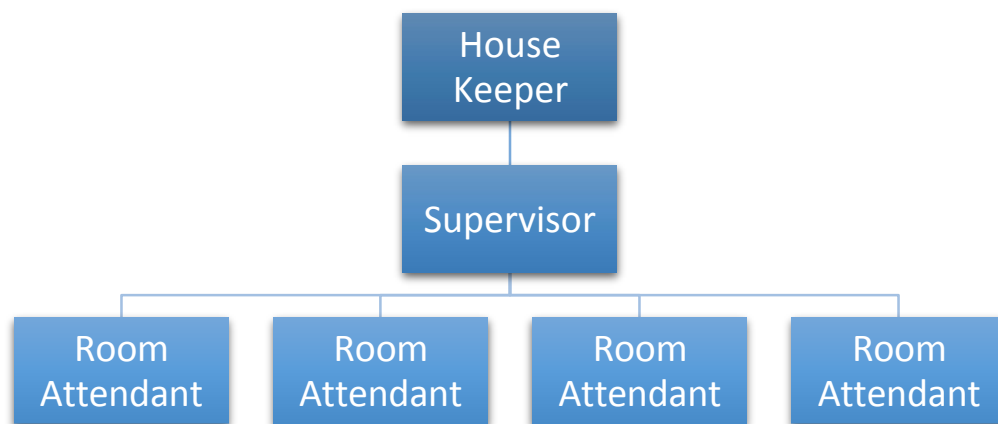 House
Keeper
Supervisor
Room
Attendant
Room
Attendant
Room
Attendant
Room
Attendant